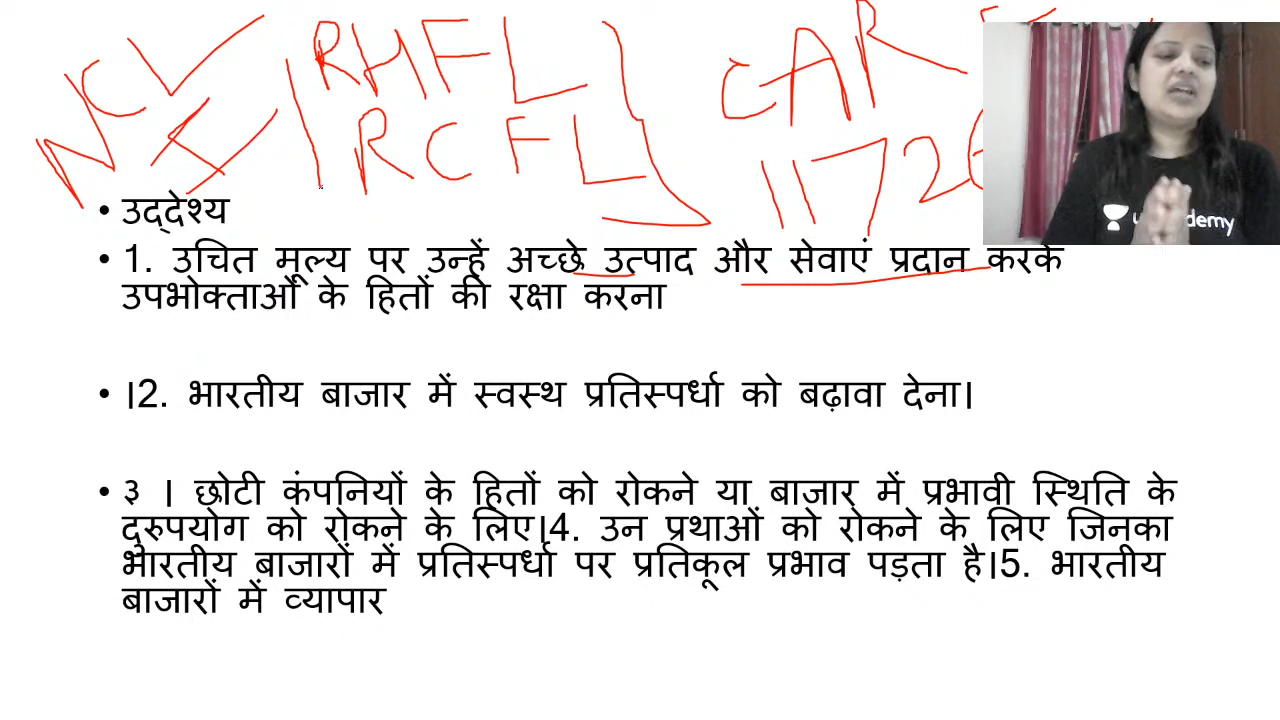 NCV RHFL CAR
RCFL 1172
• उद्देश्य
• 1. उचित मूल्य पर उन्हें अच्छे उत्पाद और सेवाएं प्रदान करके
उपभोक्ताओं के हितों की रक्षा करना
• ।2. भारतीय बाजार में स्वस्थ प्रतिस्पर्धा को बढ़ावा देना।
• ३ । छोटी कंपनियों के हितों को रोकने या बाजार में प्रभावी स्थिति के
दुरुपयोग को रोकने के लिए।4. उन प्रथाओं को रोकने के लिए जिनका
भारतीय बाजारों में प्रतिस्पर्धा पर प्रतिकूल प्रभाव पड़ता है।5. भारतीय
बाजारों में व्यापार